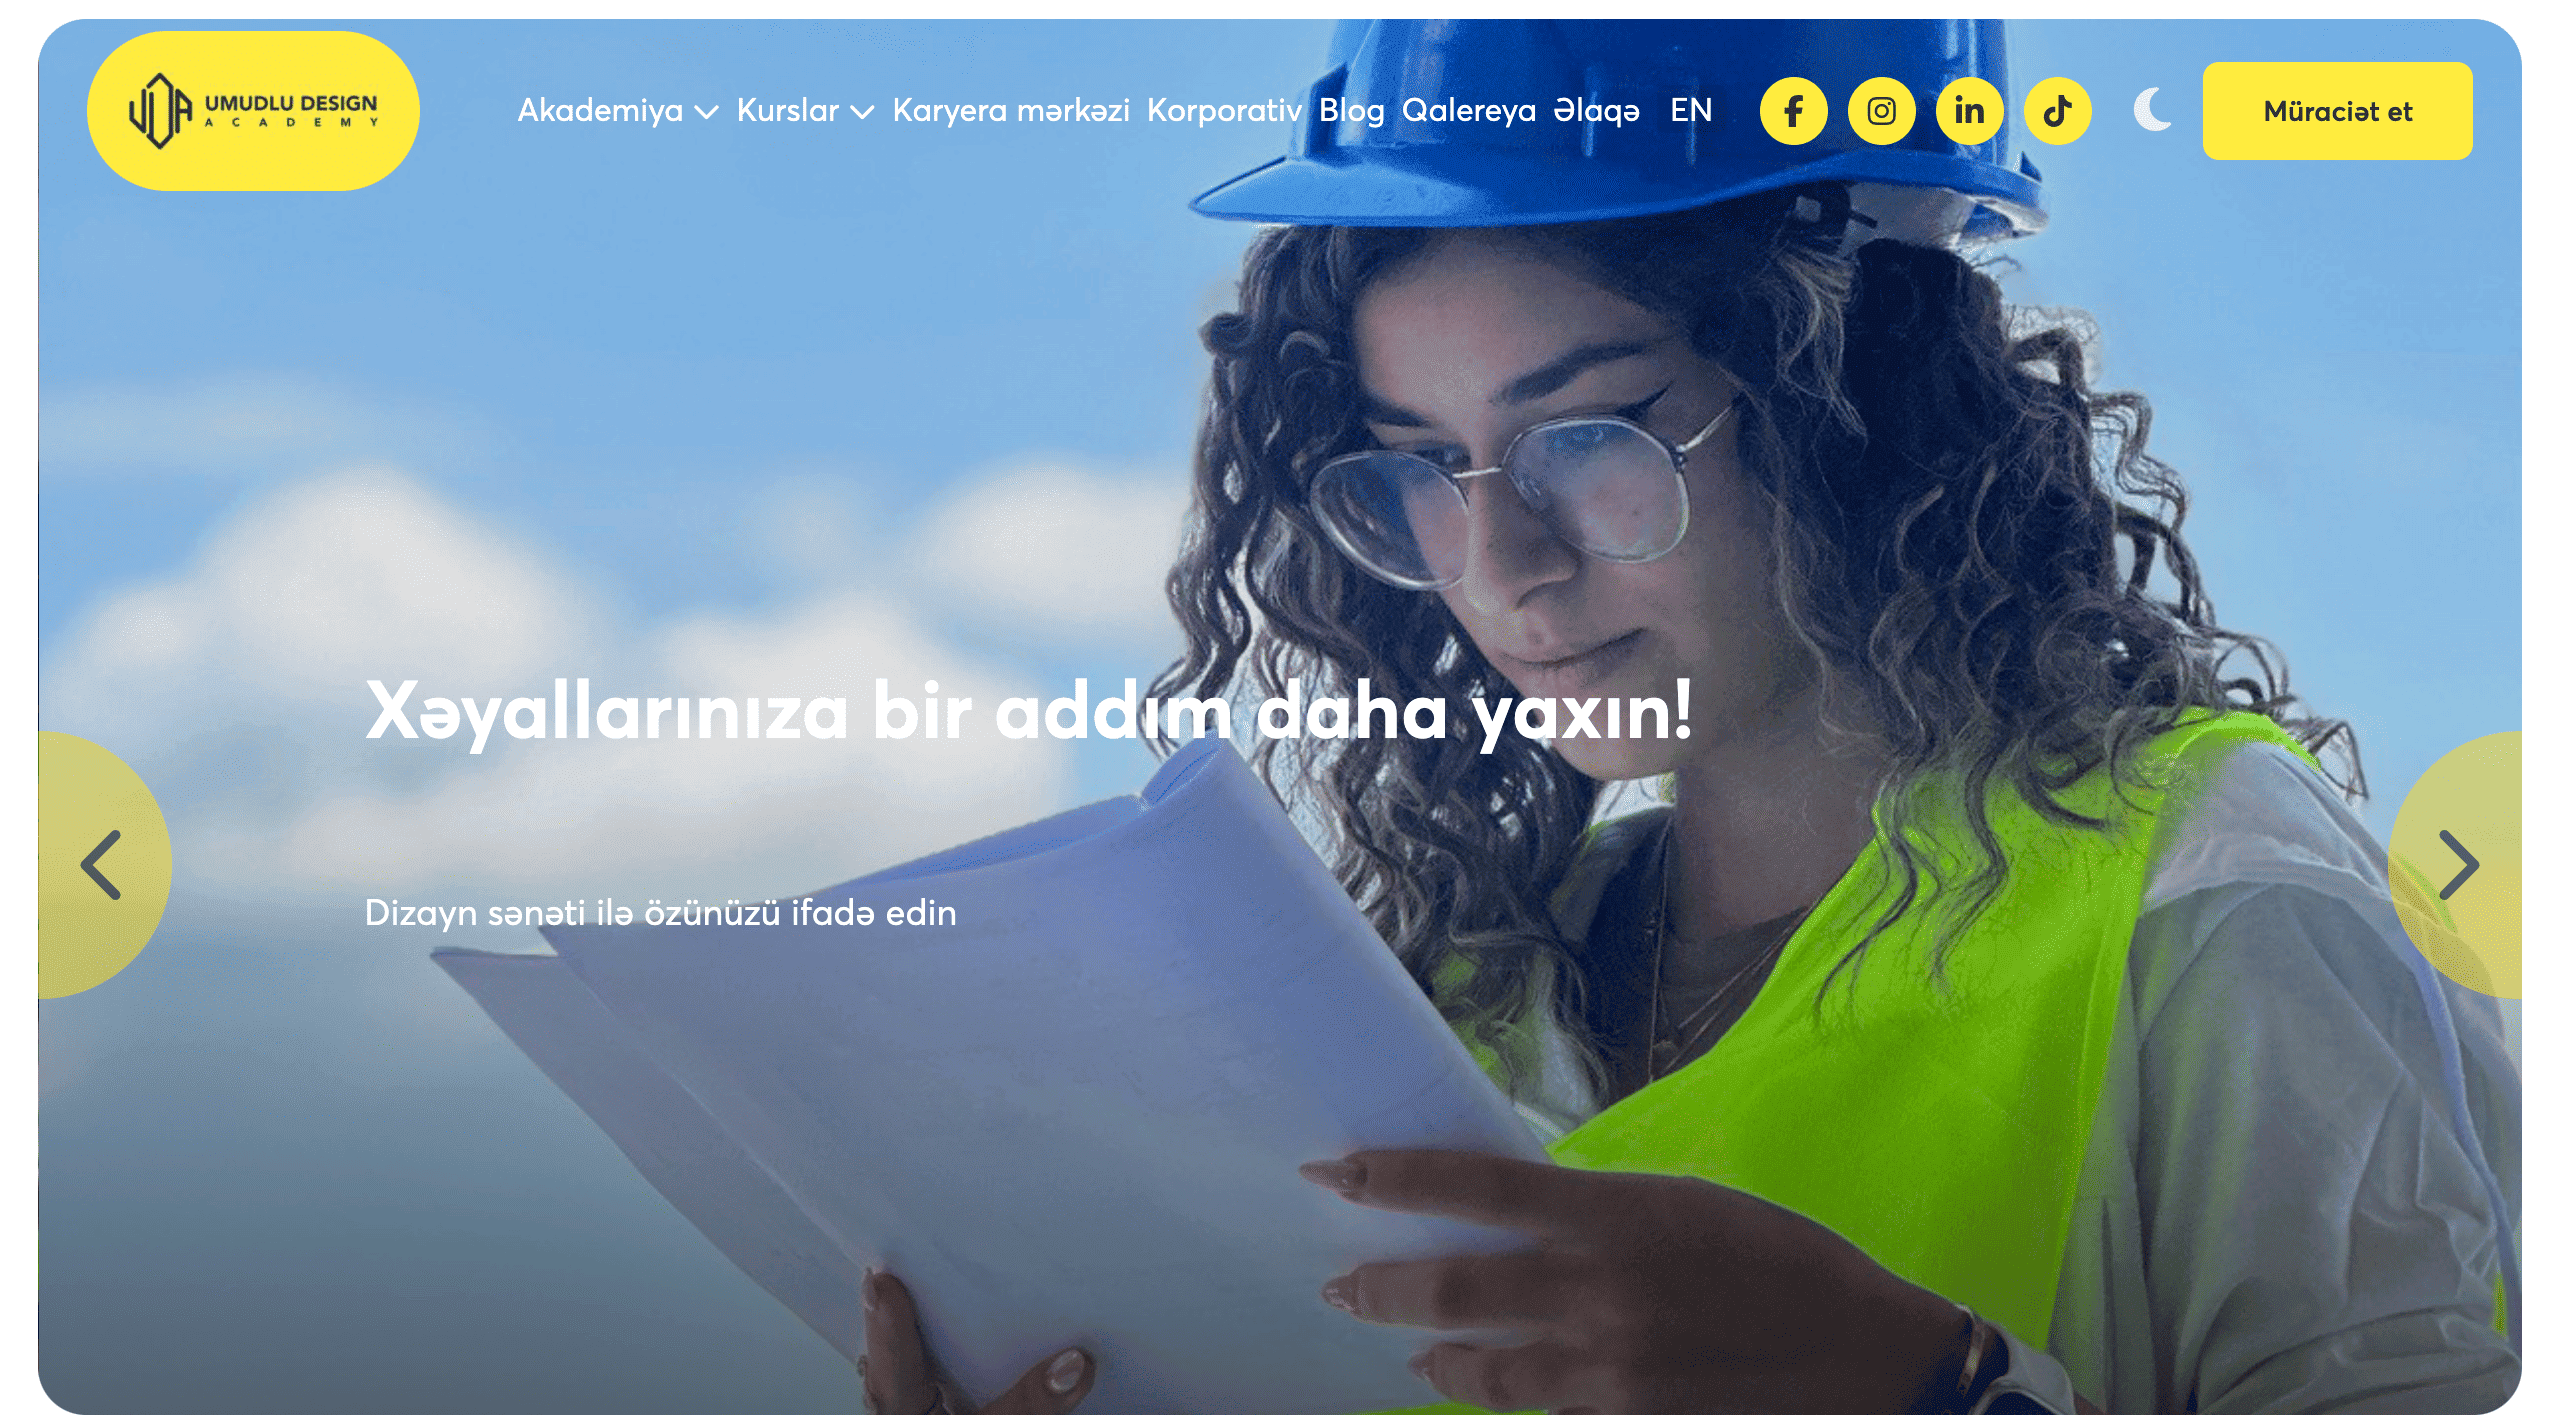 UMUDLU DESIGN
ACADEMY
Akademiya Kurslar Karyera mərkəzi Korporativ Blog Qalereya Əlaqə EN
Müraciət et
Xəyallarınıza bir addım daha yaxın!
Dizayn sənəti ilə özünüzü ifadə edin